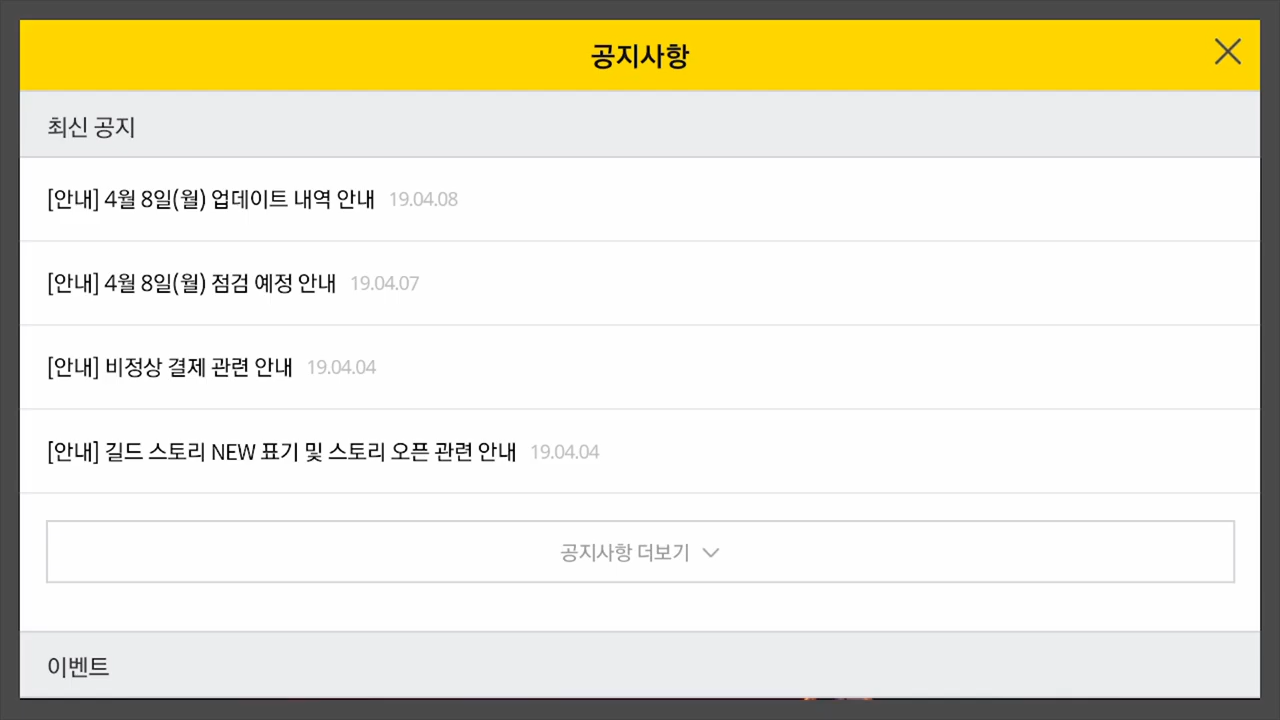 공지사항
최신 공지
[안내] 4월 8일(월) 업데이트 내역 안내 19.04.08
[안내] 4월 8일(월) 점검 예정 안내 19.04.07
[안내] 비정상 결제 관련 안내 19.04.04
[안내] 길드 스토리 NEW 표기 및 스토리 오픈 관련 안내 19.04.04
공지사항 더보기
이벤트